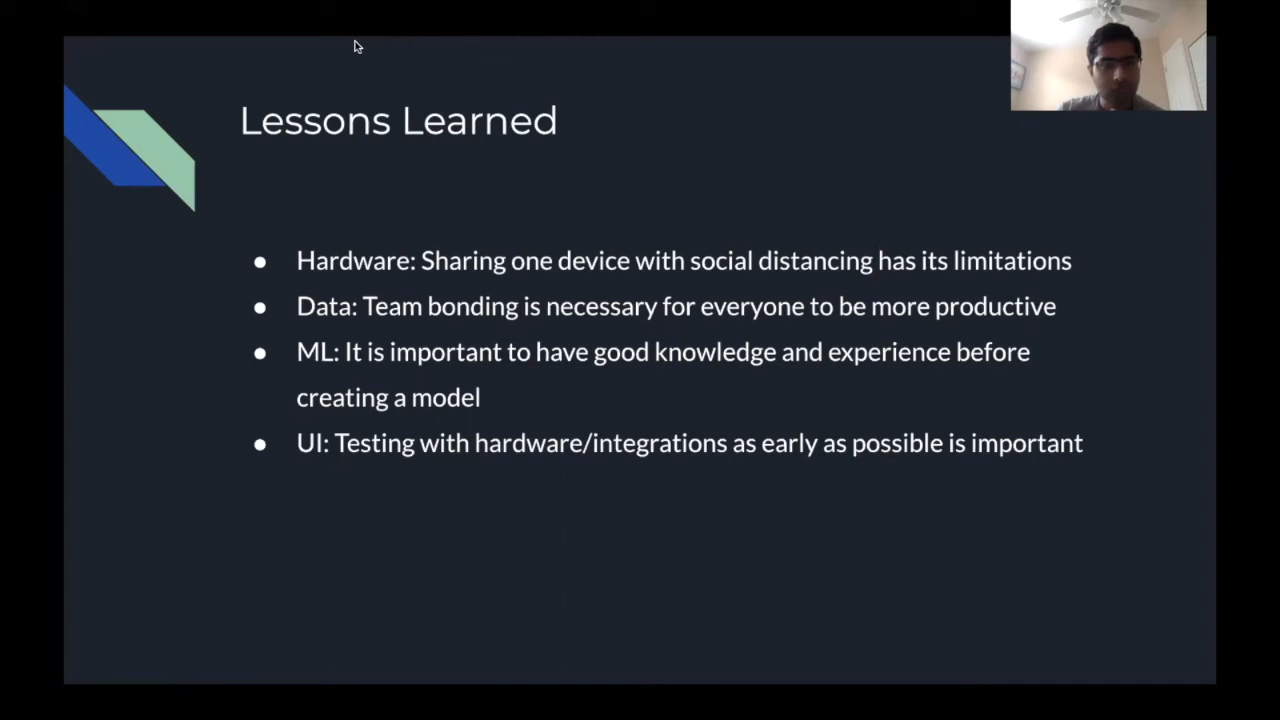 Lessons Learned
● Hardware: Sharing one device with social distancing has its limitations
● Data: Team bonding is necessary for everyone to be more productive
● ML: It is important to have good knowledge and experience before
creating a model
● UI: Testing with hardware/integrations as early as possible is important